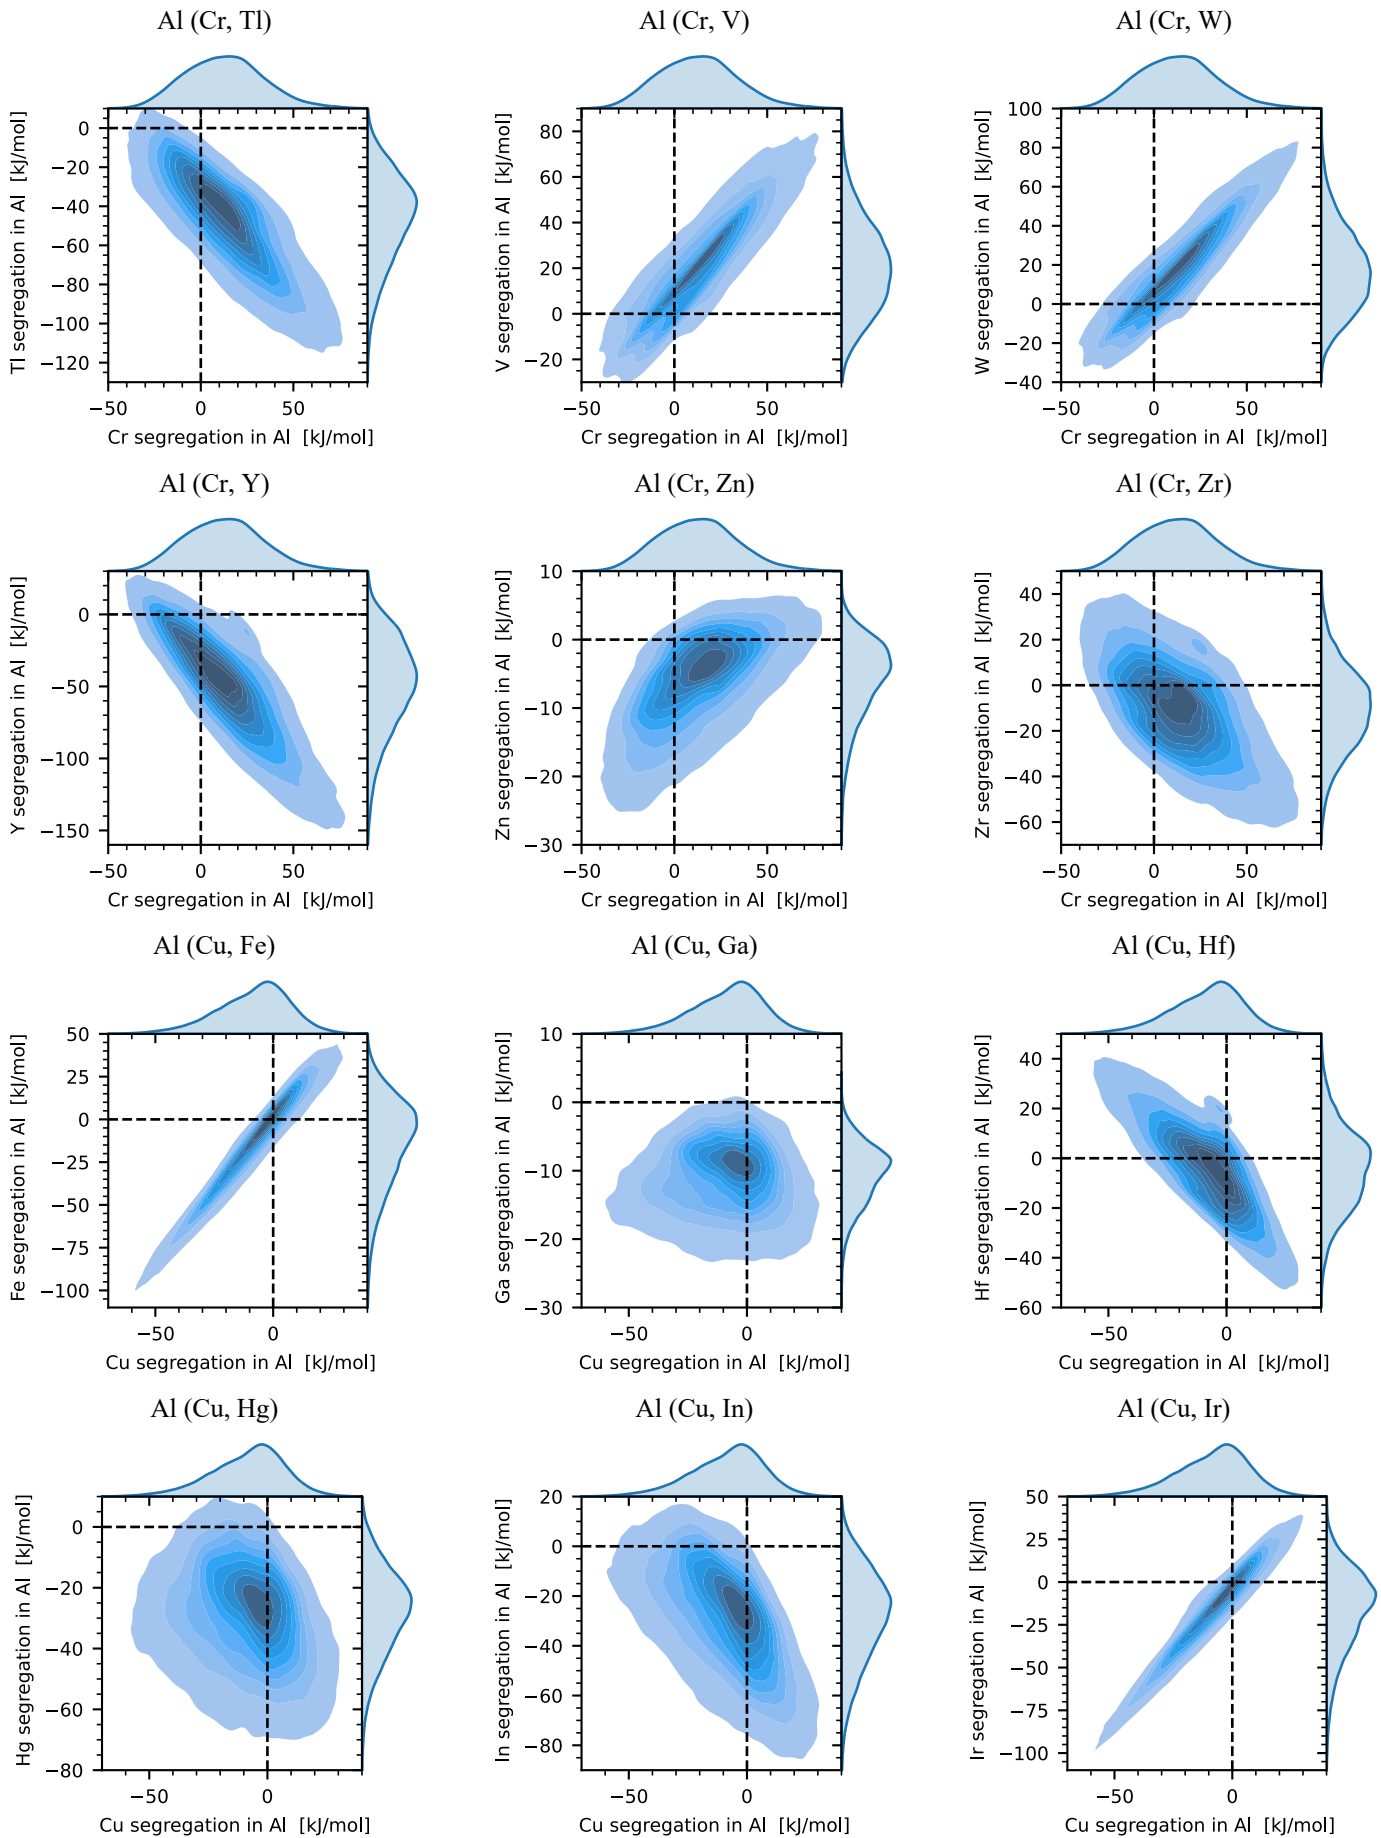 Al (Cr, Tl)
Al (Cr, V)
Al (Cr, W)
Tl segregation in Al [kJ/mol]
0
−20
−40
−60
−80
−100
−120
−50
0
50
Cr segregation in Al [kJ/mol]
V segregation in Al [kJ/mol]
80
60
40
20
0
−20
−50
0
50
Cr segregation in Al [kJ/mol]
W segregation in Al [kJ/mol]
100
80
60
40
20
0
−20
−40
−50
0
50
Cr segregation in Al [kJ/mol]
Al (Cr, Y)
Al (Cr, Zn)
Al (Cr, Zr)
Y segregation in Al [kJ/mol]
0
−50
−100
−150
−50
0
50
Cr segregation in Al [kJ/mol]
Zn segregation in Al [kJ/mol]
10
0
−10
−20
−30
−50
0
50
Cr segregation in Al [kJ/mol]
Zr segregation in Al [kJ/mol]
40
20
0
−20
−40
−60
−50
0
50
Cr segregation in Al [kJ/mol]
Al (Cu, Fe)
Al (Cu, Ga)
Al (Cu, Hf)
Fe segregation in Al [kJ/mol]
50
25
0
−25
−50
−75
−100
−50
0
Cu segregation in Al [kJ/mol]
Ga segregation in Al [kJ/mol]
10
0
−10
−20
−30
−50
0
Cu segregation in Al [kJ/mol]
Hf segregation in Al [kJ/mol]
40
20
0
−20
−40
−60
−50
0
Cu segregation in Al [kJ/mol]
Al (Cu, Hg)
Al (Cu, In)
Al (Cu, Ir)
Hg segregation in Al [kJ/mol]
0
−20
−40
−60
−80
−50
0
Cu segregation in Al [kJ/mol]
In segregation in Al [kJ/mol]
20
0
−20
−40
−60
−80
−50
0
Cu segregation in Al [kJ/mol]
Ir segregation in Al [kJ/mol]
50
25
0
−25
−50
−75
−100
−50
0
Cu segregation in Al [kJ/mol]